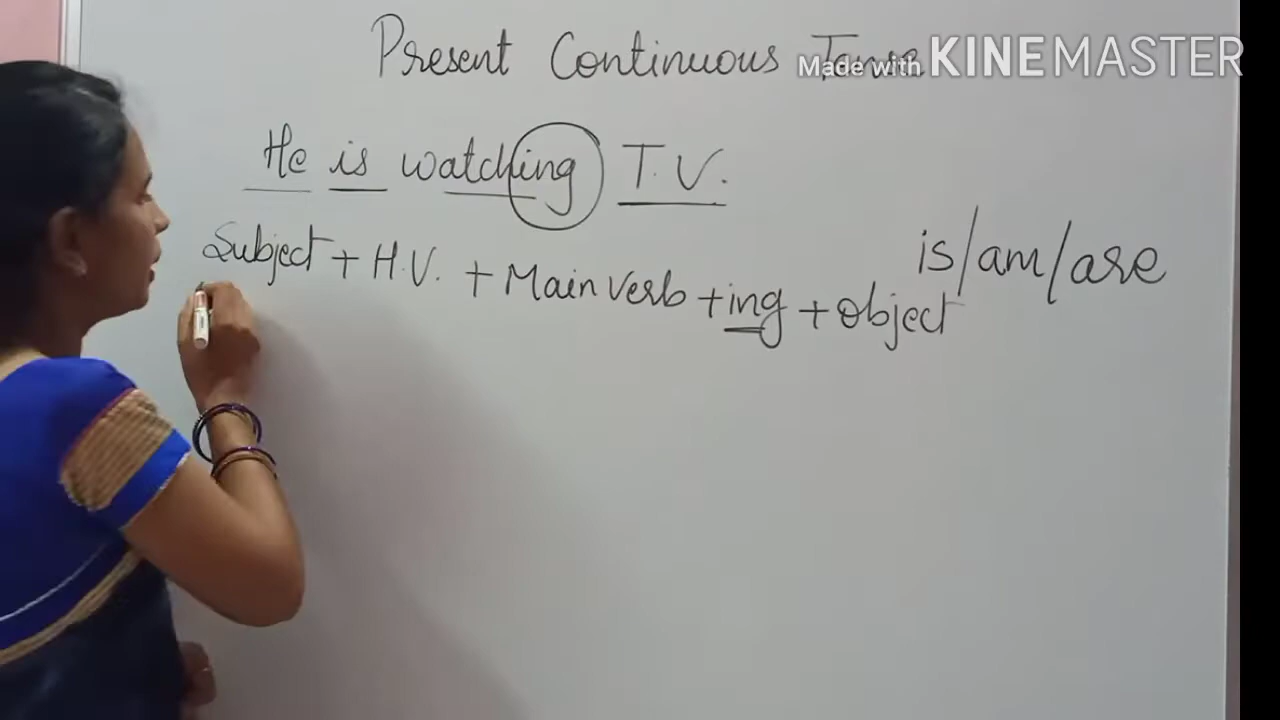 Present Continuous Tense
Made with KINEMASTER
He is watching T.V.
Subject + H.V. + Main Verb + ing + object
is/am/are